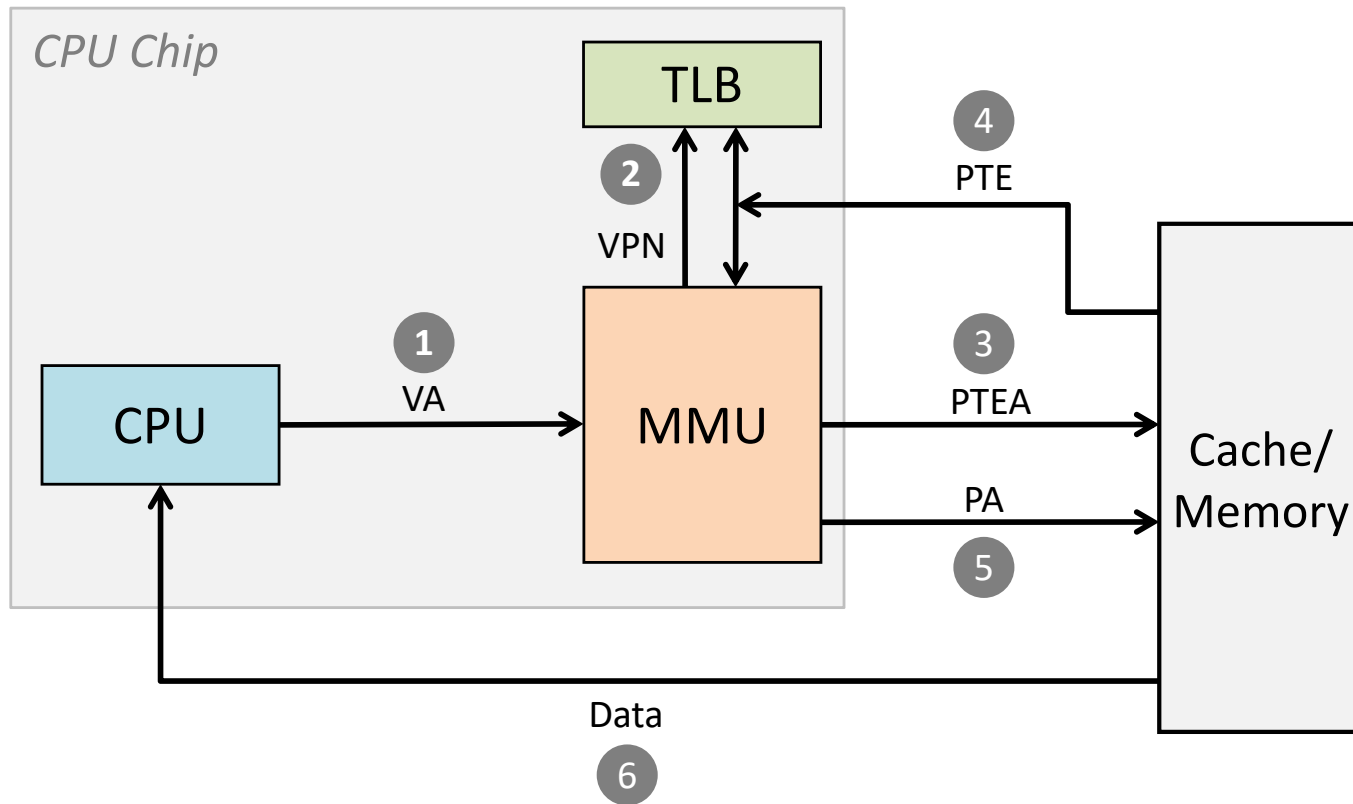 CPU Chip
TLB
4
PTE
2
VPN
1
VA
3
PTEA
CPU
MMU
Cache/
Memory
PA
5
Data
6